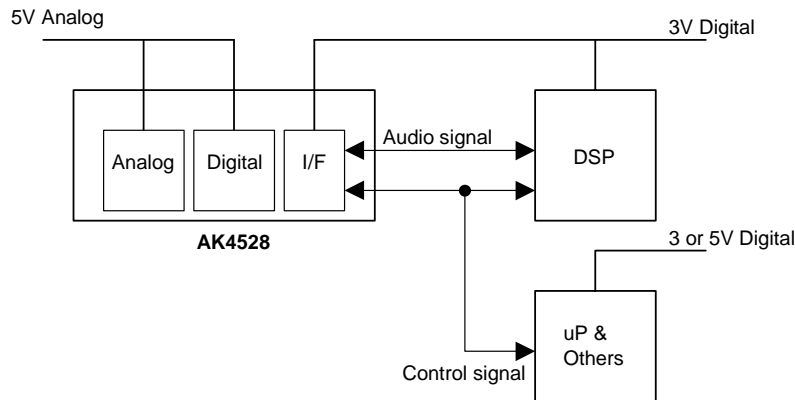 5V Analog
3V Digital
Audio signal
Analog
Digital
I/F
DSP
AK4528
3 or 5V Digital
uP &
Others
Control signal